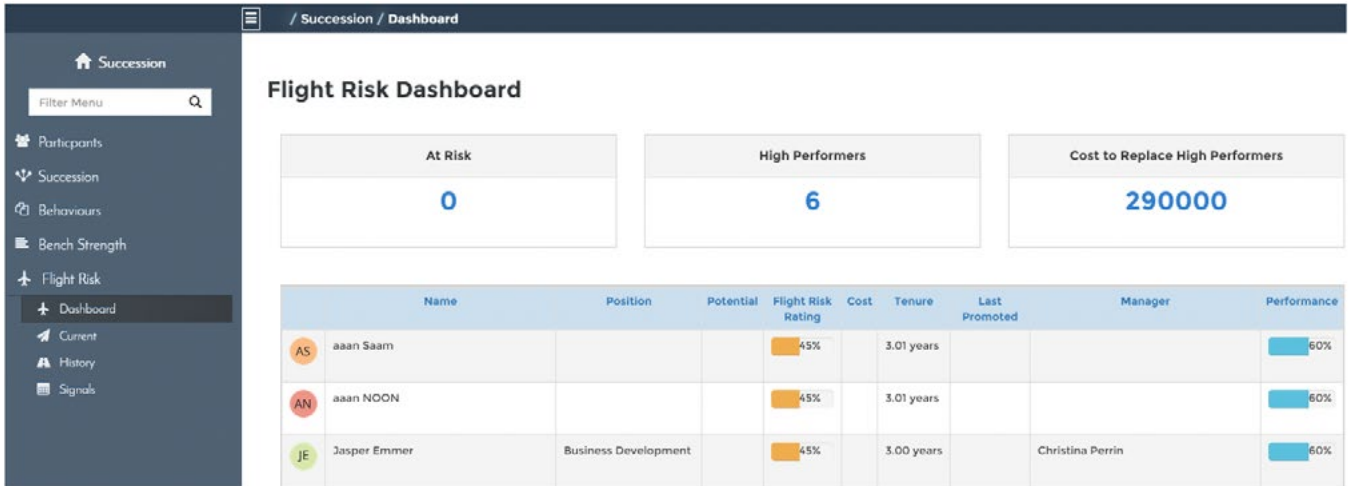 / Succession / Dashboard
Succession
Filter Menu
Particpants
Succession
Behaviours
Bench Strength
Flight Risk
Dashboard
Current
History
Signals
Flight Risk Dashboard
At Risk
0
High Performers
6
Cost to Replace High Performers
290000
Name Position Potential Flight Risk Rating Cost Tenure Last Promoted Manager Performance
AS aaan Saam 45% 3.01 years 60%
AN aaan NOON 45% 3.01 years 60%
JE Jasper Emmer Business Development 45% 3.00 years Christina Perrin 60%